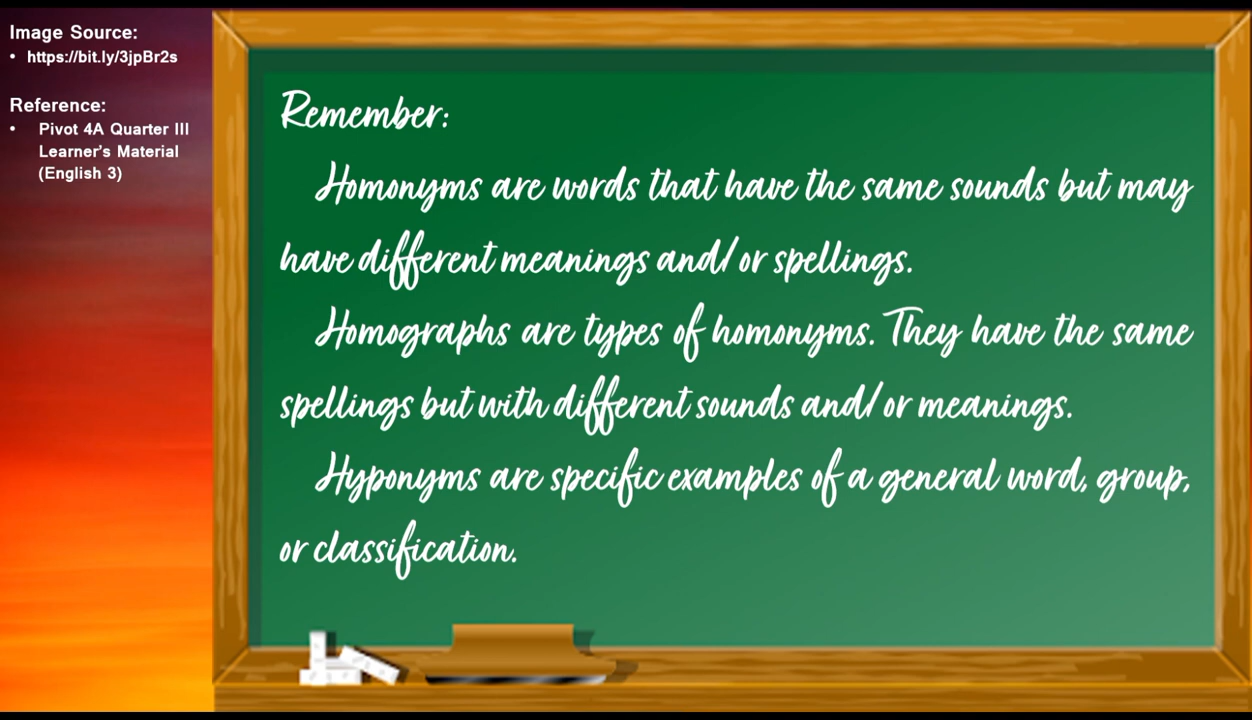 Image Source:
• https://bit.ly/3jpBr2s
Reference:
• Pivot 4A Quarter III
Learner's Material
(English 3)
Remember:
Homonyms are words that have the same sounds but may
have different meanings and/or spellings.
Homographs are types of homonyms. They have the same
spellings but with different sounds and/or meanings.
Hyponyms are specific examples of a general word, group,
or classification.